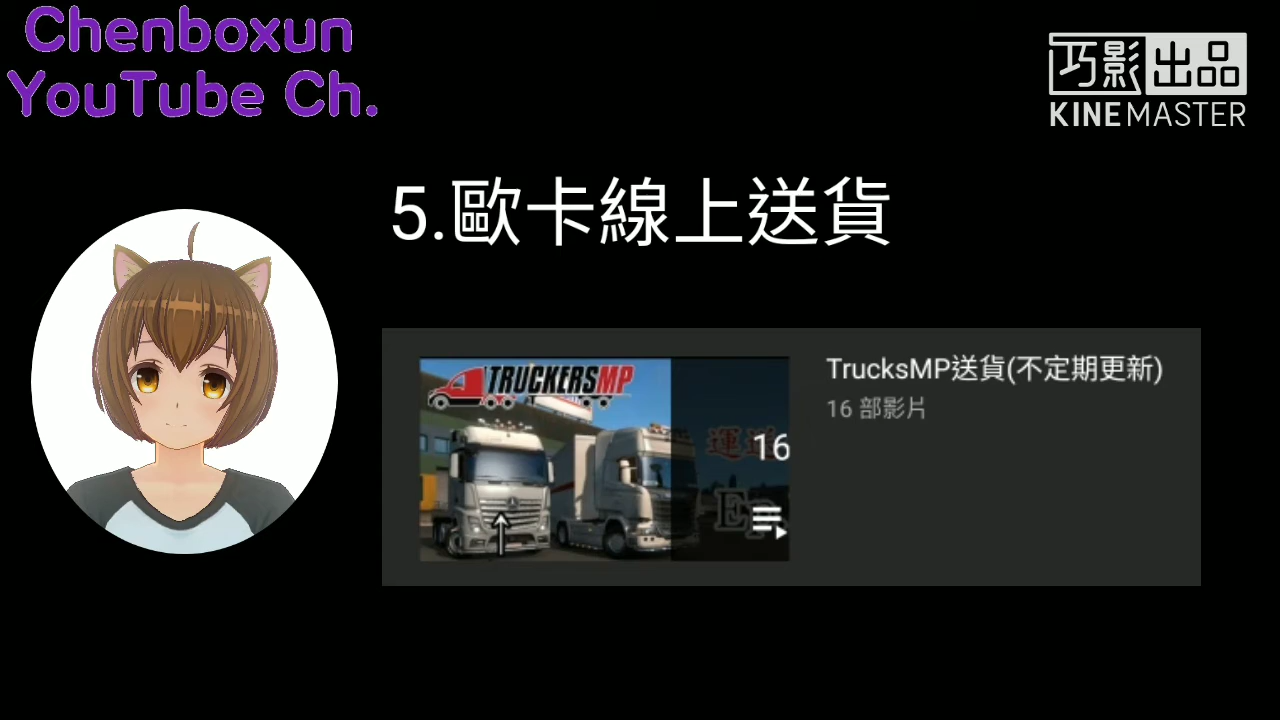 Chenboxun
YouTube Ch.
巧影出品
KINEMASTER
5.歐卡線上送貨
TRUCKERSMP
TrucksMP送貨(不定期更新)
16 部影片
16
Ep